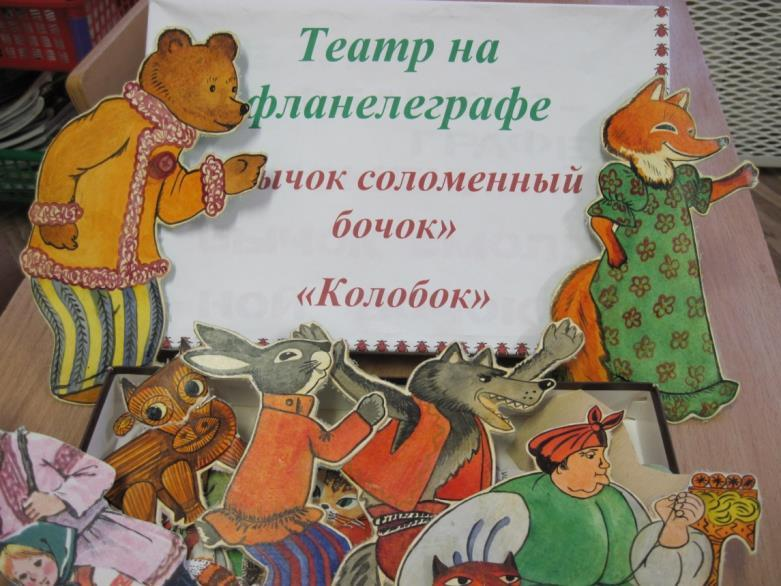 Театр на
фланелеграфе
ычок соломенный
бочок»
«Колобок»